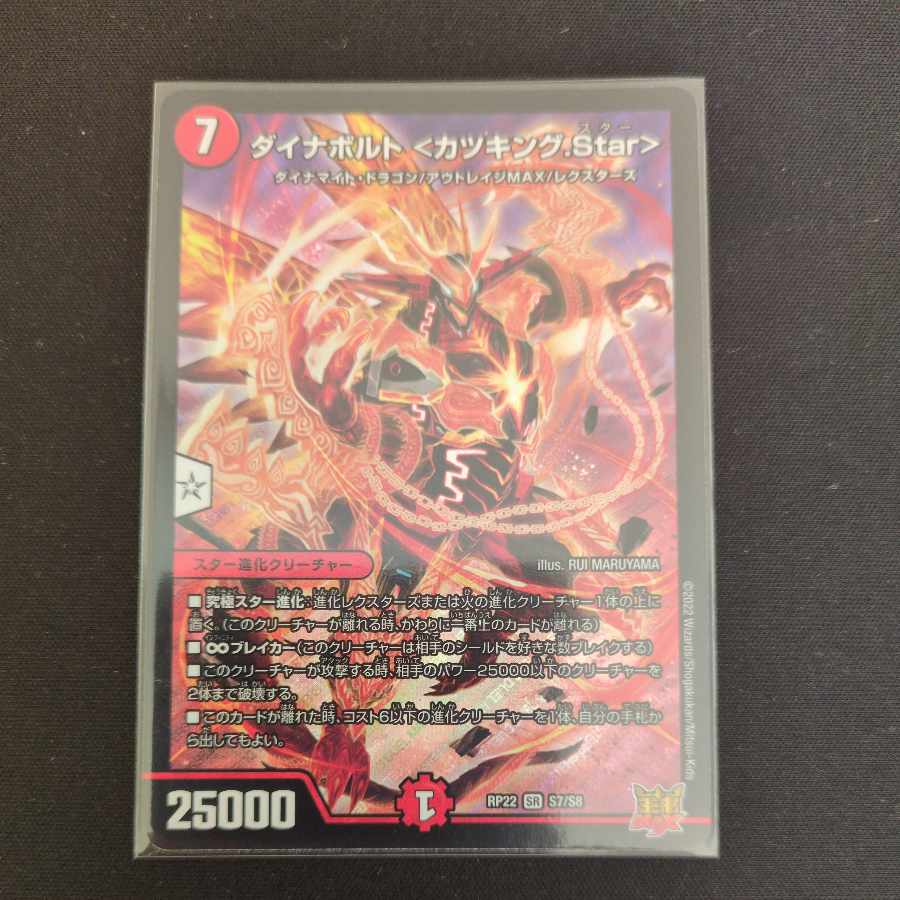 7
スター
ダイナボルト <カツキング.Star>
ダイナマイト・ドラゴン/アウトレイジMAX/レクスターズ
スター進化クリーチャー
illus. RUI MARUYAMA
■ 究極スター進化:進化レクスターズまたは火の進化クリーチャー1体の上に
置く。(このクリーチャーが離れる時、かわりに一番上のカードが離れる)
■ ∞ブレイカー(このクリーチャーは相手のシールドを好きな数ブレイクする)
■ このクリーチャーが攻撃する時、相手のパワー25000以下のクリーチャーを
2体まで破壊する。
■ このカードが離れた時、コスト6以下の進化クリーチャーを1体、自分の手札か
ら出してもよい。
©2022 Wizards/Shogakukan/Mitsui-Kids
25000
1
RP22 SR S7/S8